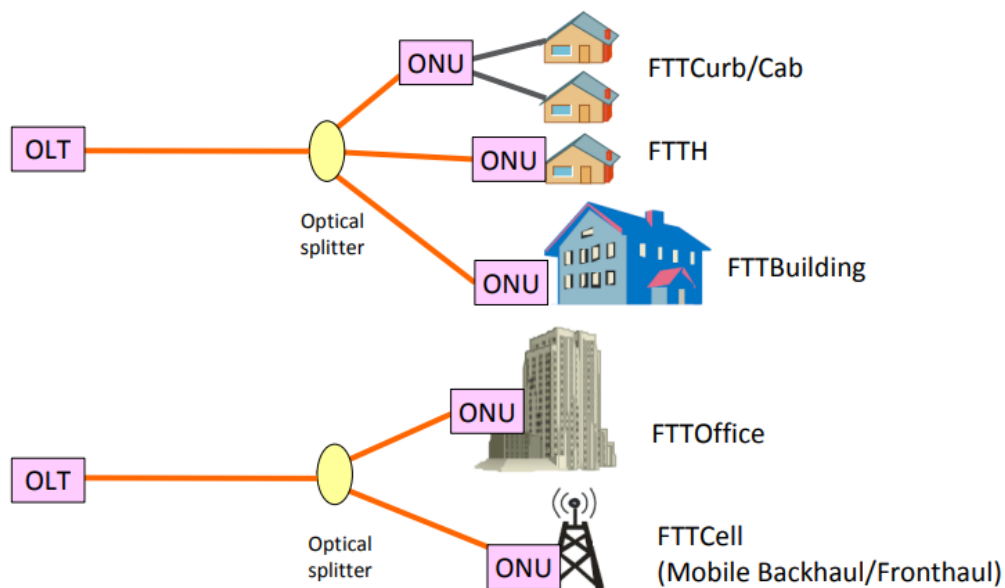 ONU
FTTCurb/Cab
OLT
ONU
FTTH
Optical
splitter
ONU
FTTBuilding
ONU
FTTOffice
OLT
Optical
splitter
ONU
FTTCell
(Mobile Backhaul/Fronthaul)